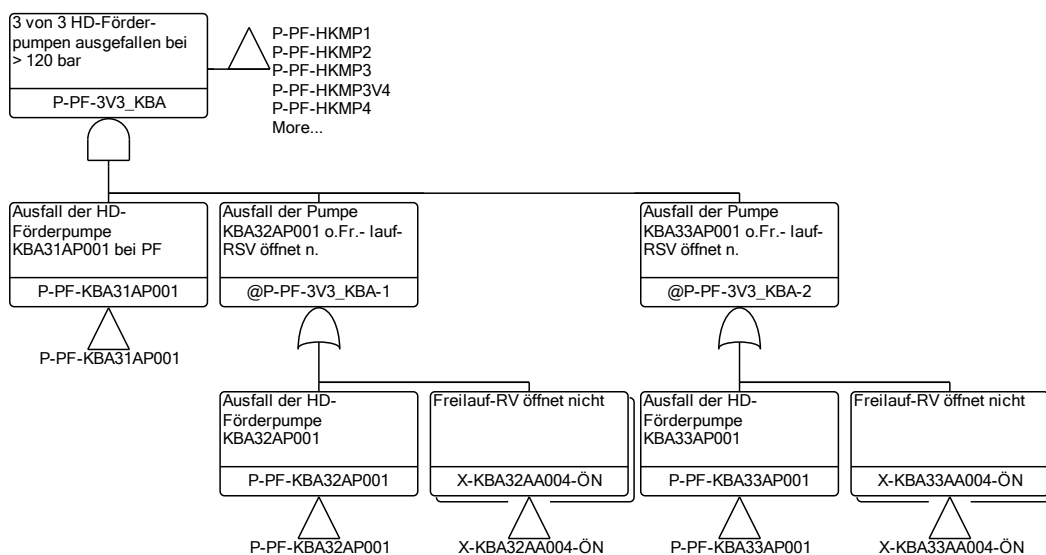 3 von 3 HD-Förder-
pumpen ausgefallen bei
> 120 bar
P-PF-3V3_KBA
P-PF-HKMP1
P-PF-HKMP2
P-PF-HKMP3
P-PF-HKMP3V4
P-PF-HKMP4
More...
Ausfall der HD-
Förderpumpe
KBA31AP001 bei PF
P-PF-KBA31AP001
P-PF-KBA31AP001
Ausfall der Pumpe
KBA32AP001 o.Fr.- lauf-
RSV öffnet n.
@P-PF-3V3_KBA-1
Ausfall der Pumpe
KBA33AP001 o.Fr.- lauf-
RSV öffnet n.
@P-PF-3V3_KBA-2
Ausfall der HD-
Förderpumpe
KBA32AP001
P-PF-KBA32AP001
P-PF-KBA32AP001
Freilauf-RV öffnet nicht
X-KBA32AA004-ÖN
X-KBA32AA004-ÖN
Ausfall der HD-
Förderpumpe
KBA33AP001
P-PF-KBA33AP001
P-PF-KBA33AP001
Freilauf-RV öffnet nicht
X-KBA33AA004-ÖN
X-KBA33AA004-ÖN